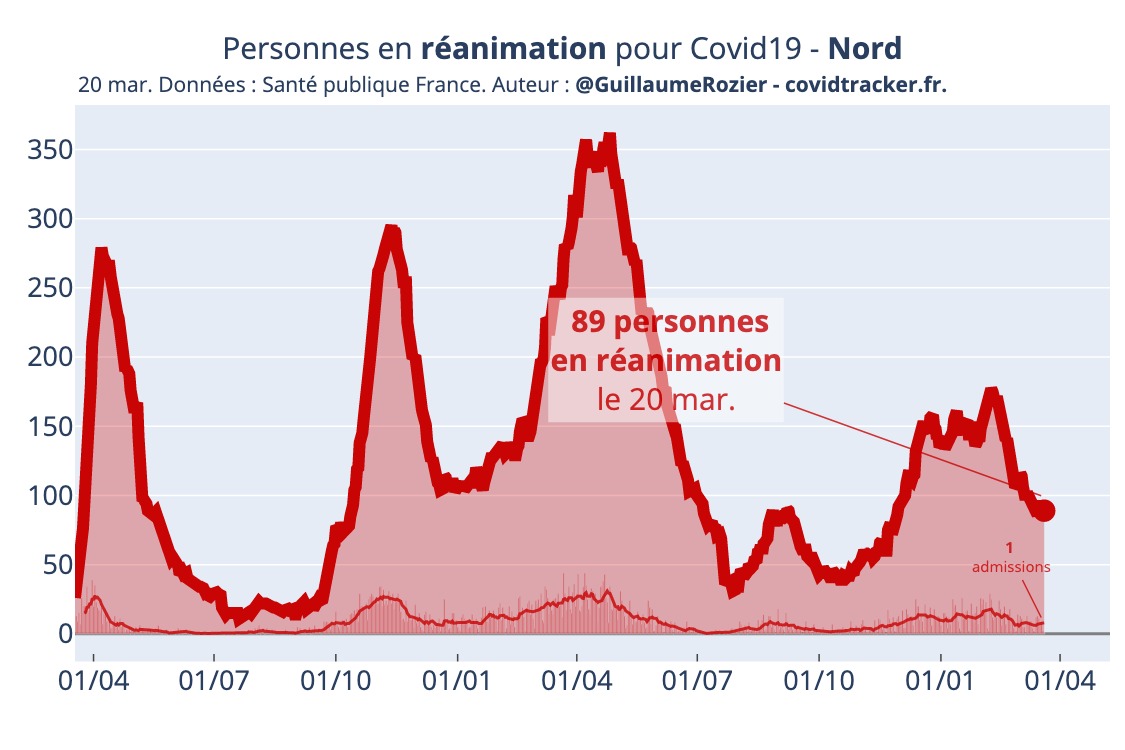 Personnes en réanimation pour Covid19 - Nord
20 mar. Données : Santé publique France. Auteur : @GuillaumeRozier - covidtracker.fr.
350
300
250
200
150
100
50
0
89 personnes
en réanimation
le 20 mar.
1
admissions
01/04 01/07 01/10 01/01 01/04 01/07 01/10 01/01 01/04